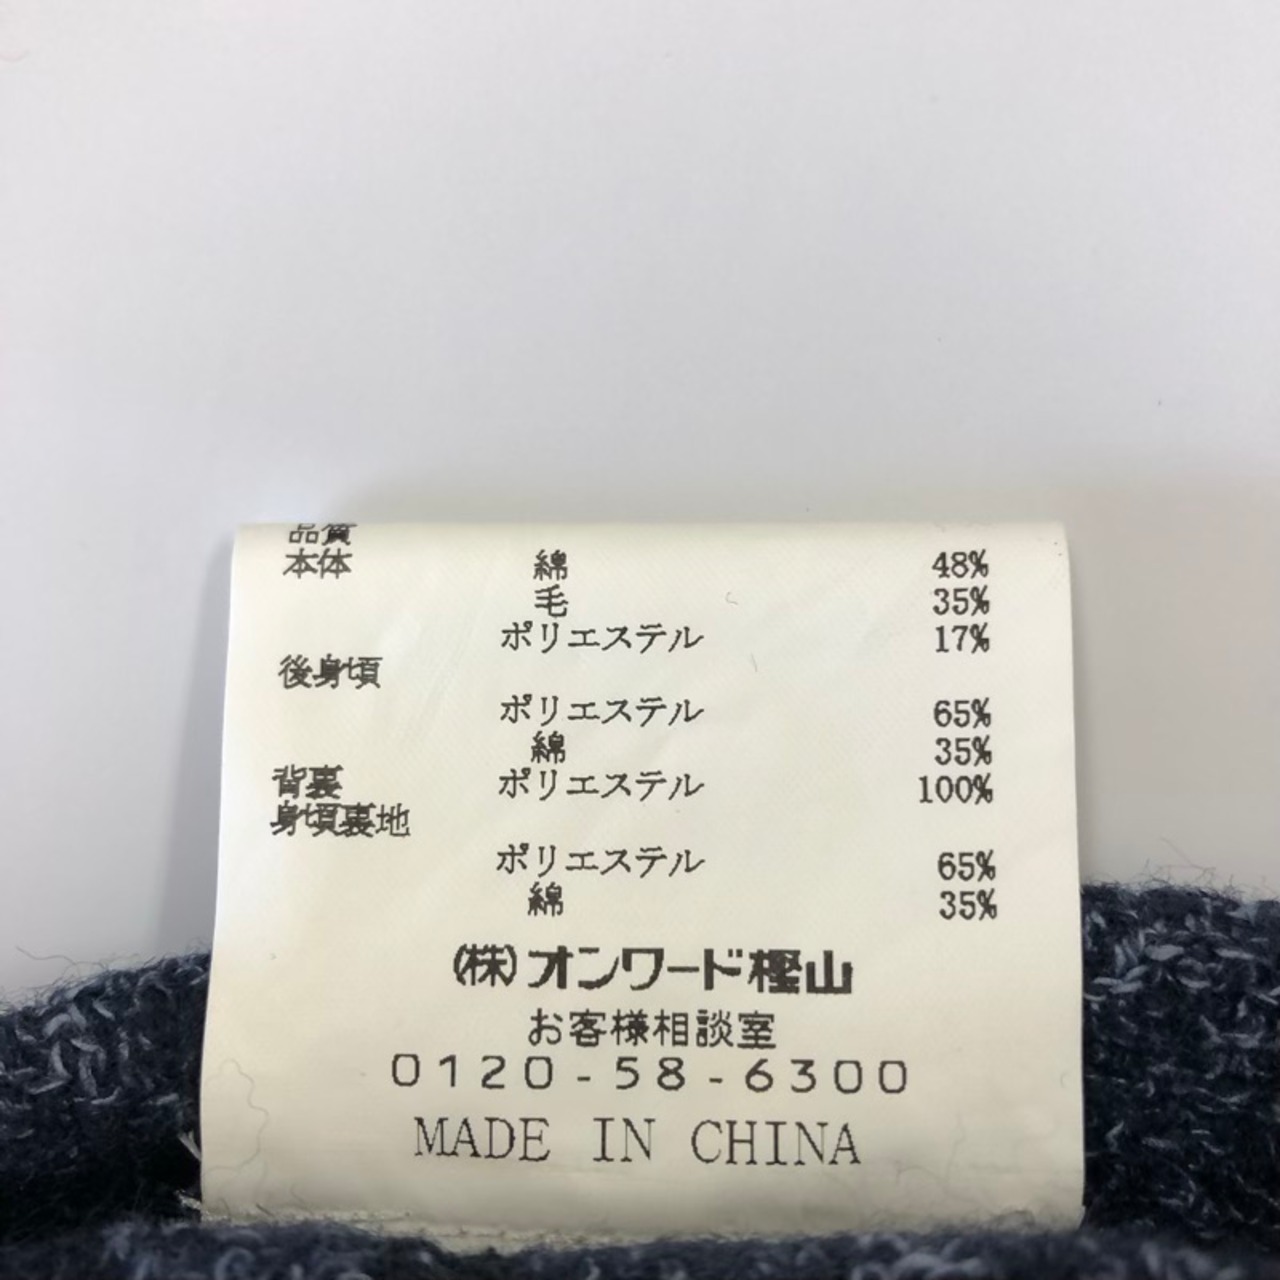 品質
本体 綿 48%
毛 35%
ポリエステル 17%
後身頃
ポリエステル 65%
綿 35%
背裏 ポリエステル 100%
身頃裏地
ポリエステル 65%
綿 35%
(株)オンワード樫山
お客様相談室
0120-58-6300
MADE IN CHINA